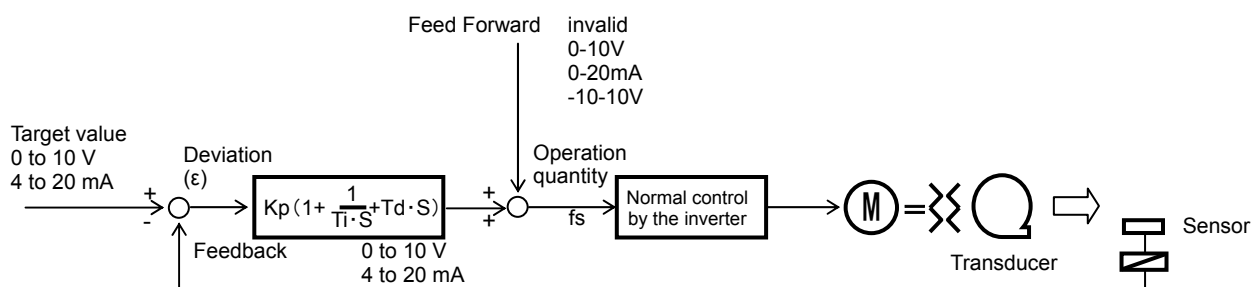 Feed Forward
invalid
0-10V
0-20mA
-10-10V
Target value
0 to 10 V
4 to 20 mA
+
-
Deviation
(ε)
Feedback
Kp(1+ 1/Ti·S +Td·S)
0 to 10 V
4 to 20 mA
+
+
Operation
quantity
fs
Normal control
by the inverter
M
=
Transducer
Sensor